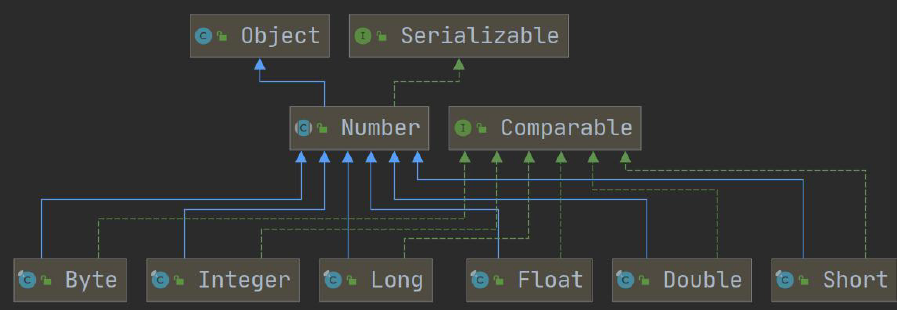 Object Serializable
Number Comparable
Byte Integer Long Float Double Short